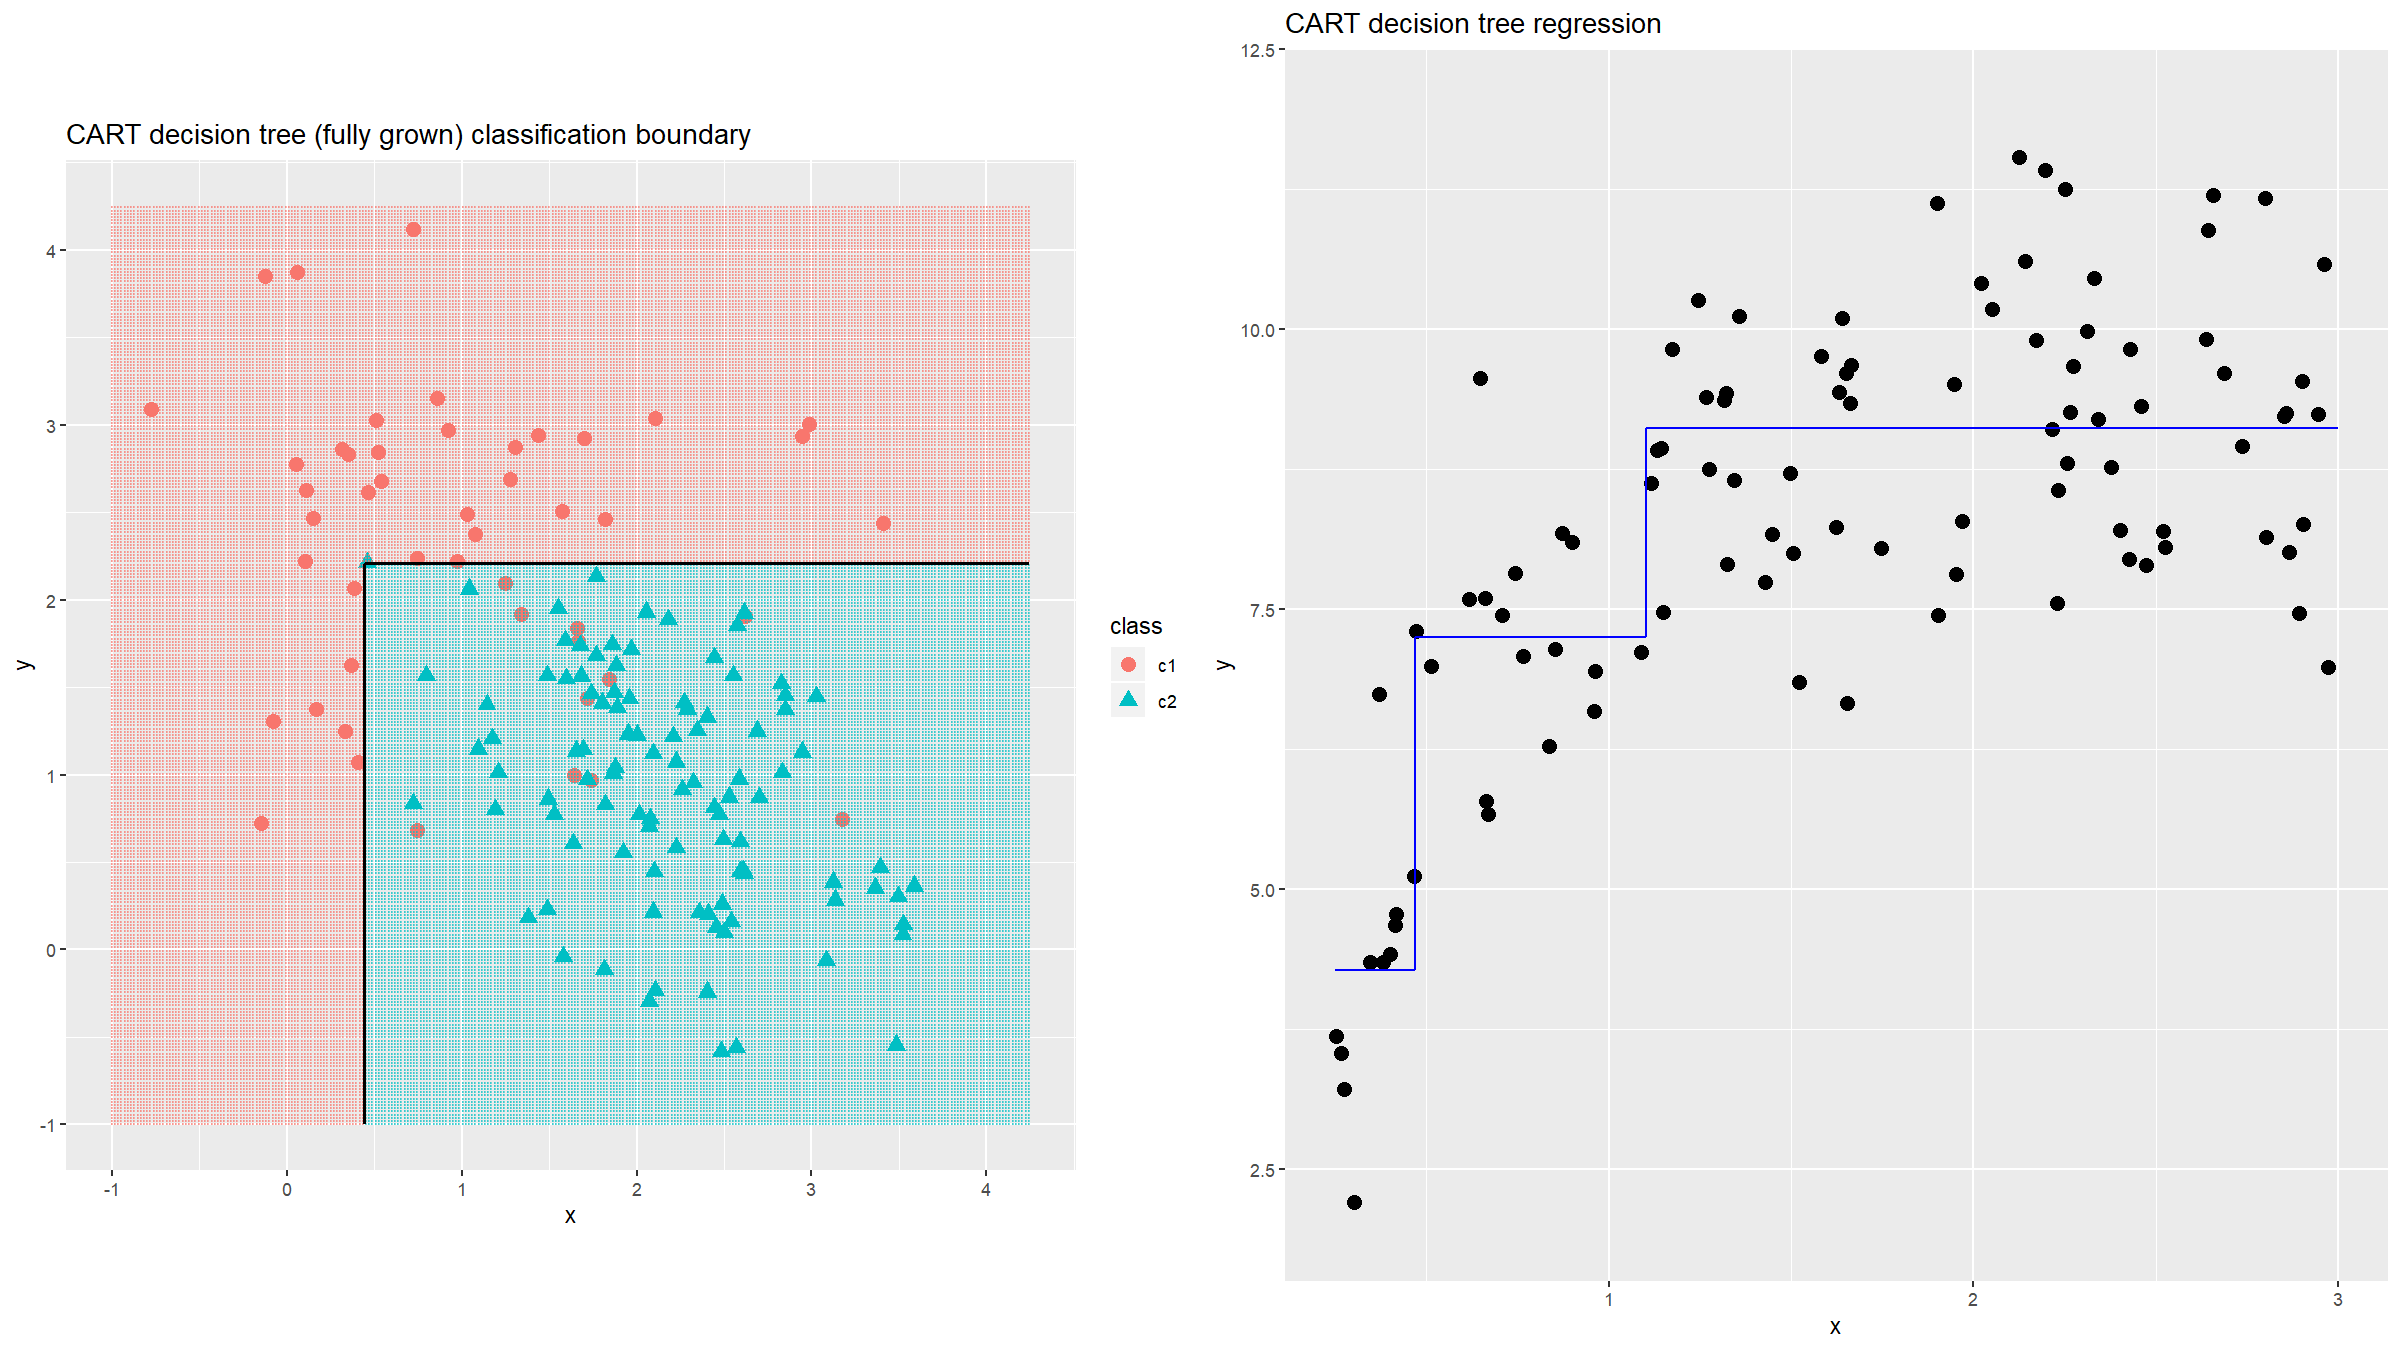 CART decision tree (fully grown) classification boundary
4
3
2
1
0
-1
y
-1 0 1 2 3 4
x
class
c1
c2
CART decision tree regression
12.5
10.0
7.5
5.0
2.5
y
1 2 3
x